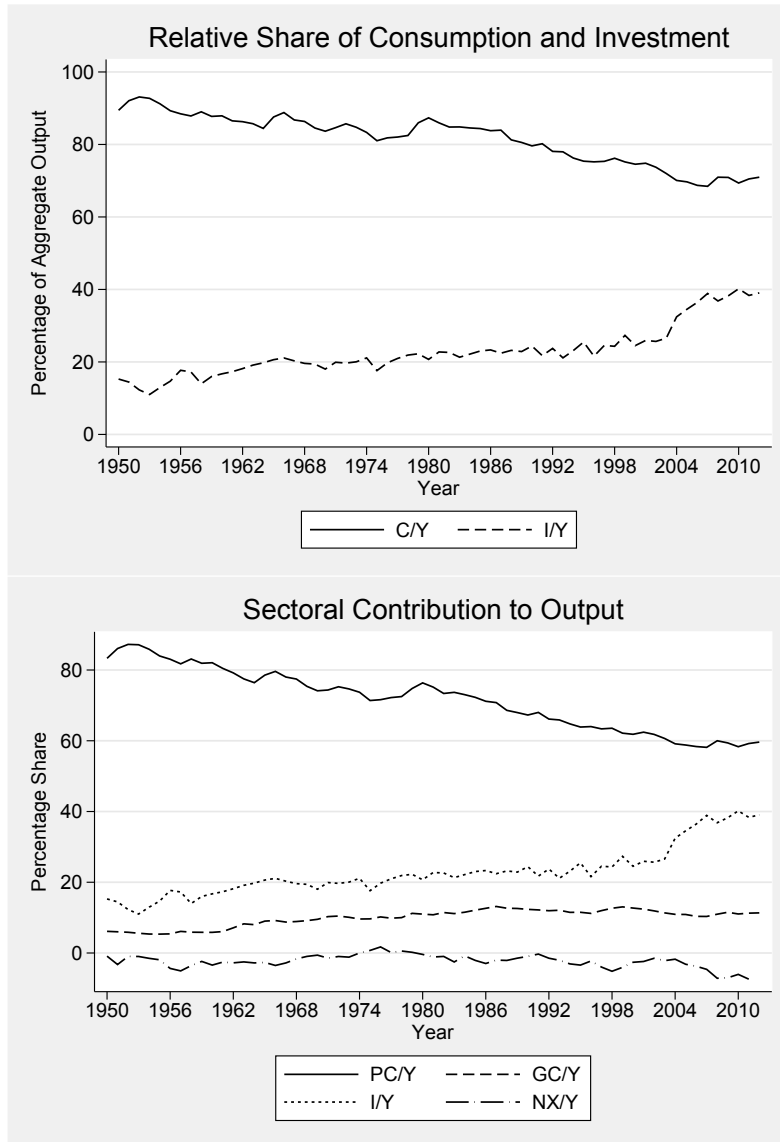 Relative Share of Consumption and Investment
Percentage of Aggregate Output
100
80
60
40
20
0
1950 1956 1962 1968 1974 1980 1986 1992 1998 2004 2010
Year
C/Y I/Y
Sectoral Contribution to Output
Percentage Share
80
60
40
20
0
1950 1956 1962 1968 1974 1980 1986 1992 1998 2004 2010
Year
PC/Y GC/Y
I/Y NX/Y